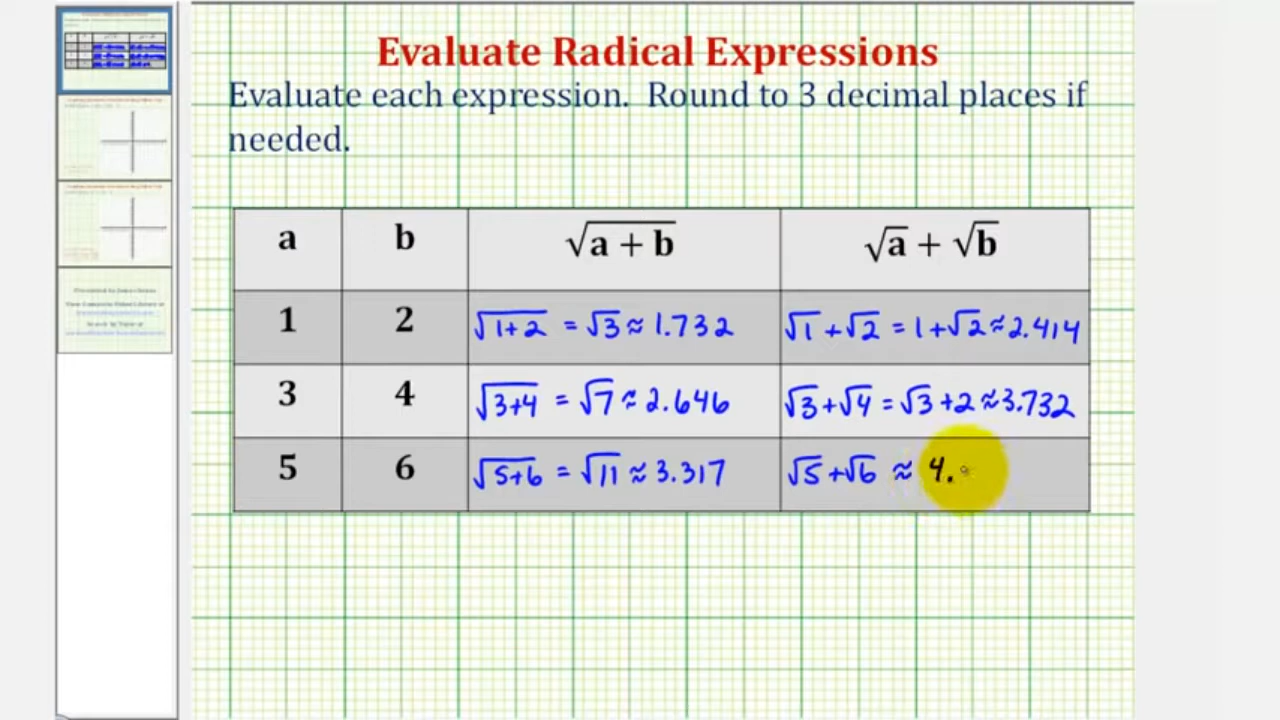 Evaluate Radical Expressions
Evaluate each expression. Round to 3 decimal places if
needed.
a b √(a + b) √a + √b
1 2 √(1+2) = √3 ≈ 1.732 √1 + √2 = 1 + √2 ≈ 2.414
3 4 √(3+4) = √7 ≈ 2.646 √3 + √4 = √3 + 2 ≈ 3.732
5 6 √(5+6) = √11 ≈ 3.317 √5 + √6 ≈ 4.